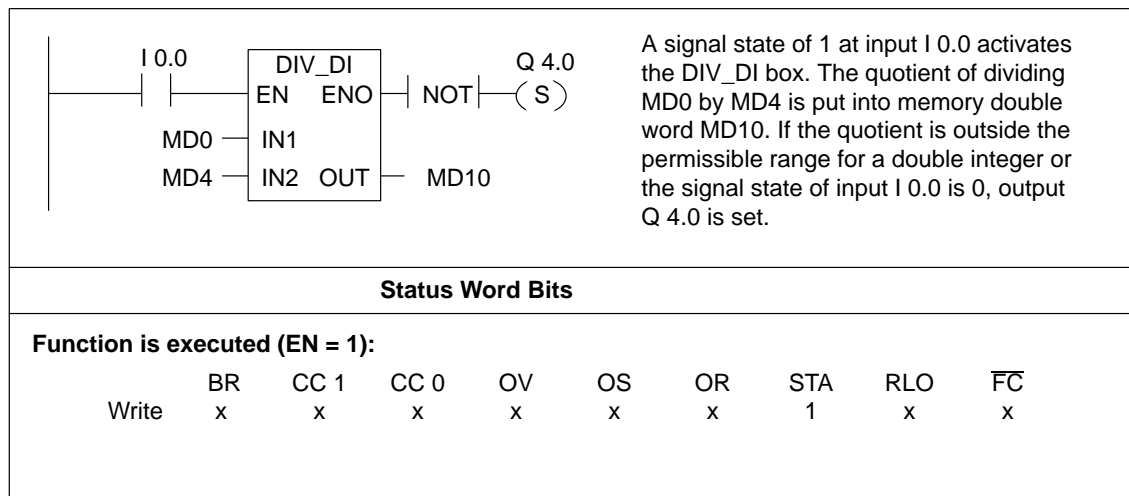 I 0.0
DIV_DI
Q 4.0
EN ENO
NOT
( S )
MD0
IN1
MD4
IN2 OUT
MD10
A signal state of 1 at input I 0.0 activates
the DIV_DI box. The quotient of dividing
MD0 by MD4 is put into memory double
word MD10. If the quotient is outside the
permissible range for a double integer or
the signal state of input I 0.0 is 0, output
Q 4.0 is set.
Status Word Bits
Function is executed (EN = 1):
BR CC 1 CC 0 OV OS OR STA RLO F̅C̅
Write x x x x x x 1 x x